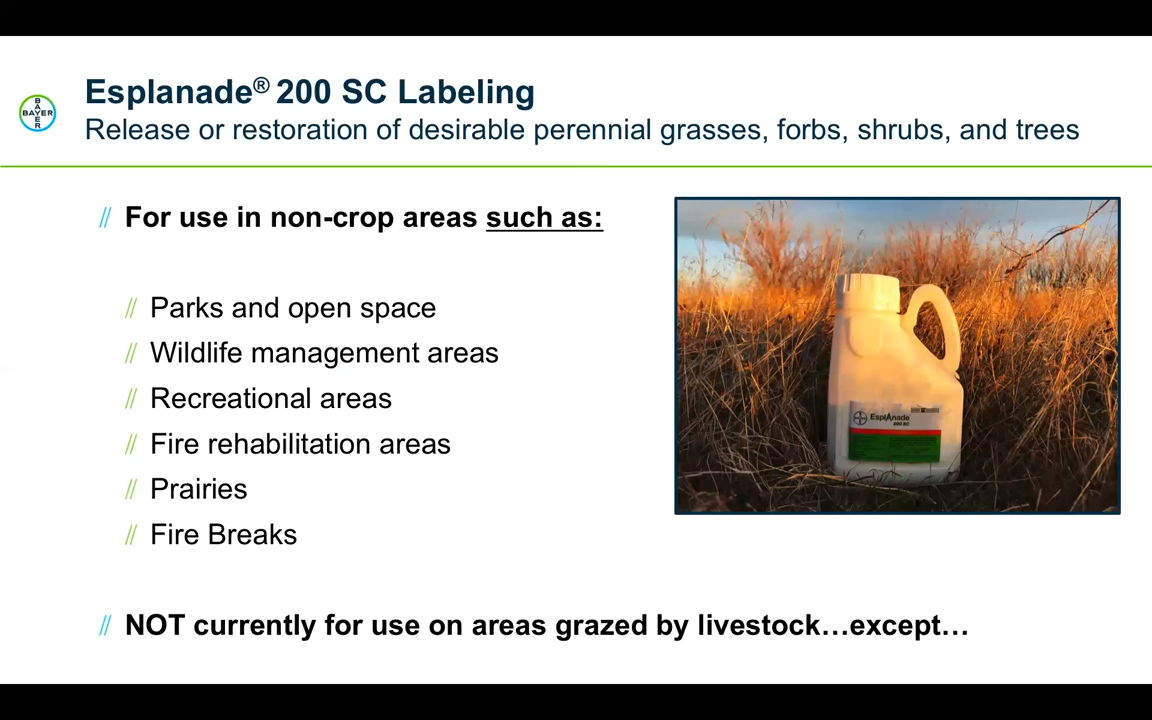 Esplanade® 200 SC Labeling
BAYER
BAYER
Release or restoration of desirable perennial grasses, forbs, shrubs, and trees
// For use in non-crop areas such as:
// Parks and open space
// Wildlife management areas
// Recreational areas
// Fire rehabilitation areas
// Prairies
// Fire Breaks
EsplAnade
200 SC
// NOT currently for use on areas grazed by livestock…except…